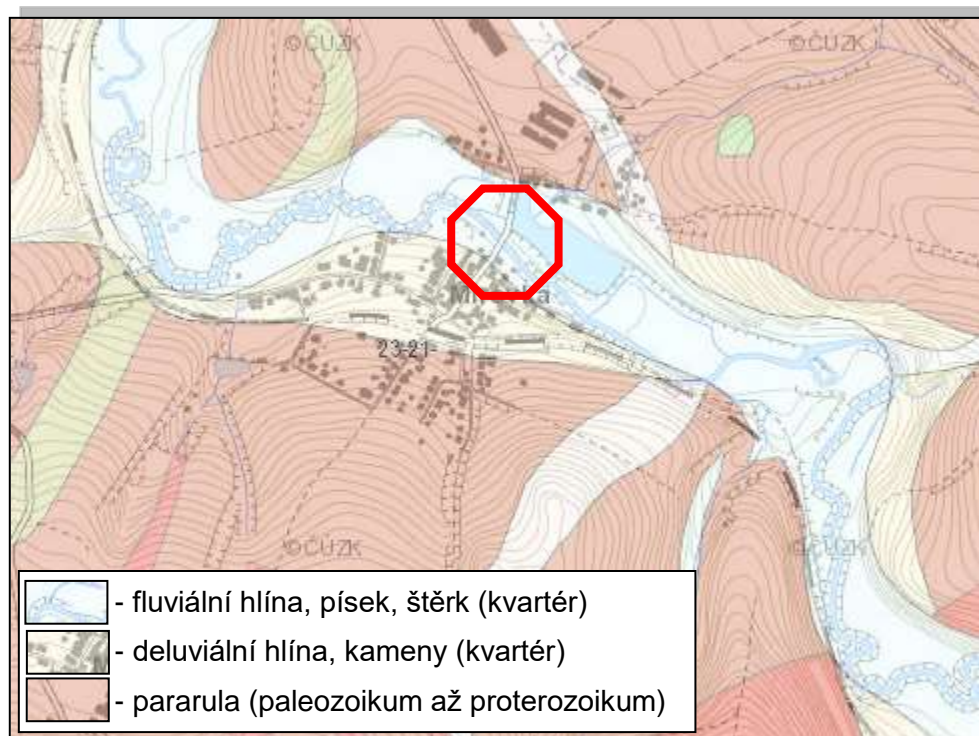 ©ČÚZK ©ČÚZK
23-21-
©ČÚZK ©ČÚZK
- fluviální hlína, písek, štěrk (kvartér)
- deluviální hlína, kameny (kvartér)
- pararula (paleozoikum až proterozoikum)